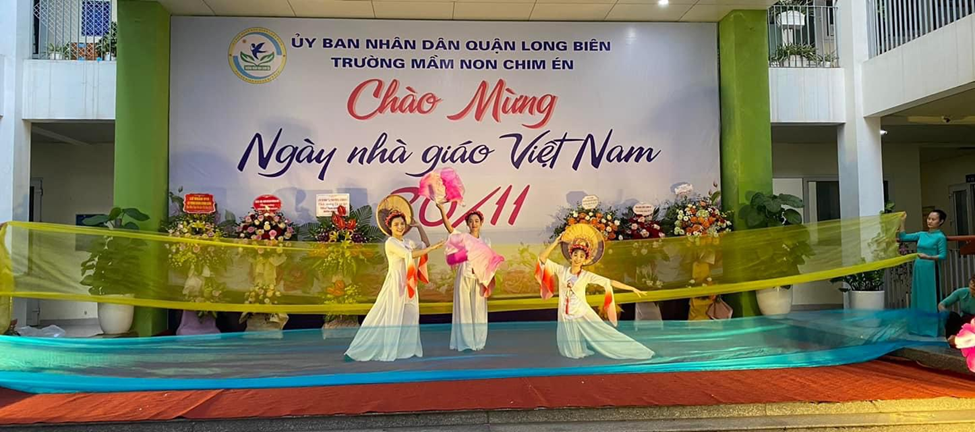 ỦY BAN NHÂN DÂN QUẬN LONG BIÊN
TRƯỜNG MẦM NON CHIM ÉN
Chào Mừng
Ngày nhà giáo Việt Nam
20/11